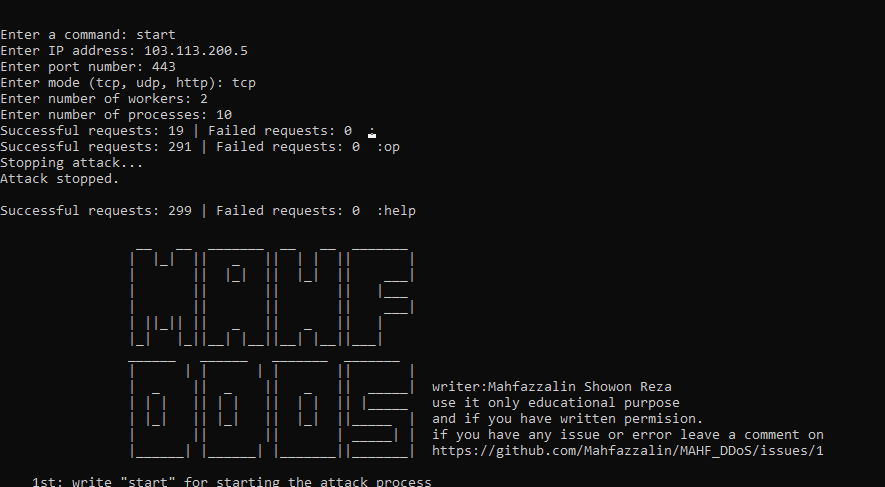 Enter a command: start
Enter IP address: 103.113.200.5
Enter port number: 443
Enter mode (tcp, udp, http): tcp
Enter number of workers: 2
Enter number of processes: 10
Successful requests: 19 | Failed requests: 0  :
Successful requests: 291 | Failed requests: 0  :op
Stopping attack...
Attack stopped.
Successful requests: 299 | Failed requests: 0  :help
MAHF
DDOS
writer:Mahfazzalin Showon Reza
use it only educational purpose
and if you have written permision.
if you have any issue or error leave a comment on
https://github.com/Mahfazzalin/MAHF_DDoS/issues/1
1st: write "start" for starting the attack process